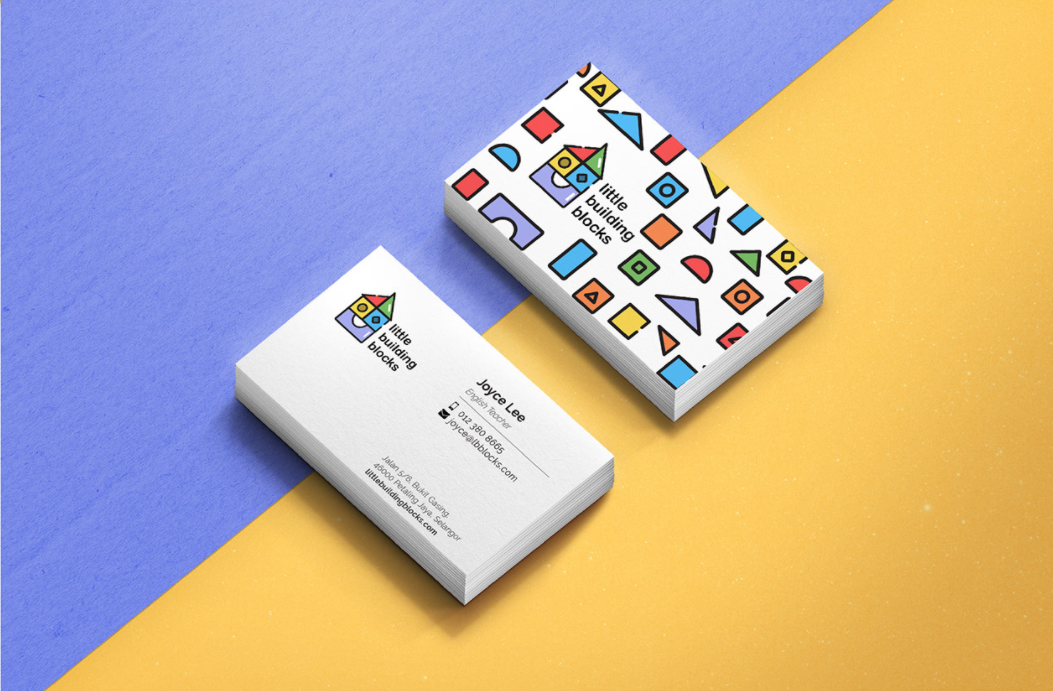 little
building
blocks
Joyce Lee
English Teacher
012 380 8665
joyce@lbblocks.com
Jalan 5/6, Bukit Gasing,
46000 Petaling Jaya, Selangor
littlebuildingblocks.com
little
building
blocks